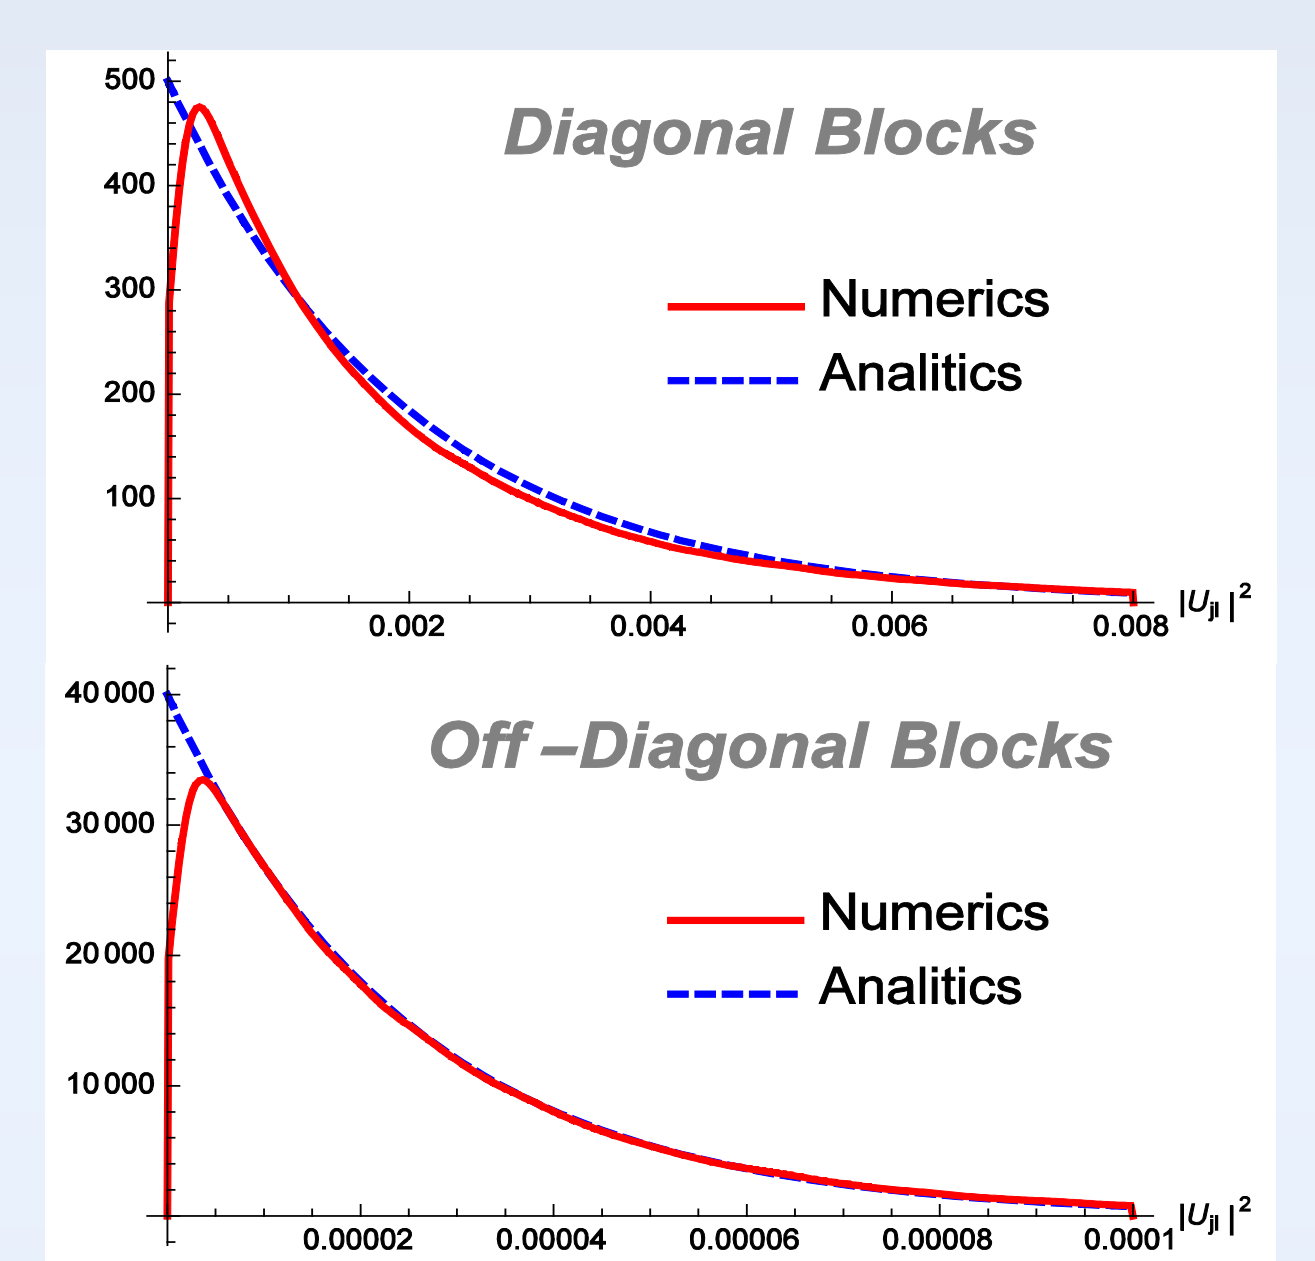 500
Diagonal Blocks
400
300
Numerics
Analitics
200
100
0.002
0.004
0.006
0.008
|Ujl|2
40 000
Off –Diagonal Blocks
30 000
Numerics
20 000
Analitics
10 000
0.00002
0.00004
0.00006
0.00008
0.0001
|Ujl|2